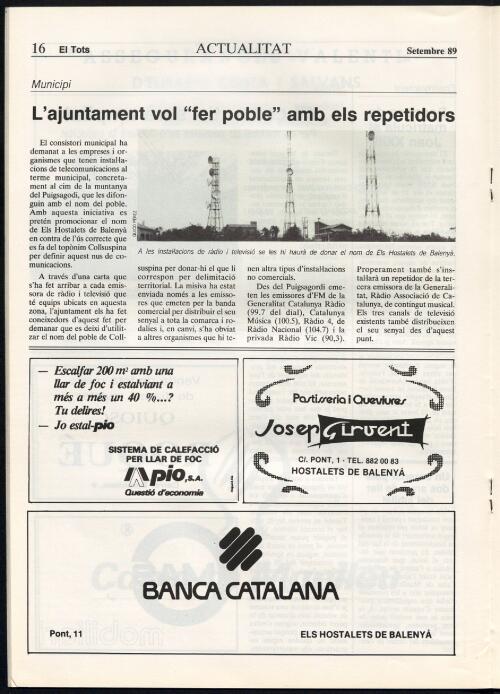 16 El Tots
ACTUALITAT
Setembre 89
Municipi
L'ajuntament vol "fer poble" amb els repetidors
El consistori municipal ha
demanat a les empreses i or-
ganismes que tenen instal·la-
cions de telecomunicacions al
terme municipal, concreta-
ment al cim de la muntanya
del Puigsagodi, que les difon-
guin amb el nom del poble.
Amb aquesta iniciativa es
pretén promocionar el nom
de Els Hostalets de Balenyà
en contra de l'ús correcte que
es fa del topònim Collsuspina
per definir aquest nus de co-
municacions.
A través d'una carta que
s'ha fet arribar a cada emis-
sora de ràdio i televisió que
té equips ubicats en aquesta
zona, l'ajuntament els ha fet
coneixedors d'aquest fet per
demanar que es deixi d'utilit-
zar el nom del poble de Coll-
A les instal·lacions de ràdio i televisió se les hi haurà de donar el nom de Els Hostalets de Balenyà.
suspina per donar-hi el que li
correspon per delimitació
territorial. La misiva ha estat
enviada només a les emisso-
res que emeten per la banda
comercial per distribuir el seu
senyal a tota la comarca i ro-
dalies i, en canvi, s'ha obviat
a altres organismes que hi te-
nen altra tipus d'instal·lacions
no comercials.
Des del Puigsagordi eme-
ten les emissores d'FM de la
Generalitat Catalunya Ràdio
(99.7 del dial), Catalunya
Música (100.5), Ràdio 4, de
Ràdio Nacional (104.7) i la
privada Ràdio Vic (90,3).
Properament també s'ins-
tal·larà un repetidor de la ter-
cera emissora de la Generali-
tat, Ràdio Associació de Ca-
talunya, de contingut musical.
Els tres canals de televisió
existents també distribueixen
el seu senyal des d'aquest
punt.
— Escalfar 200 m² amb una
llar de foc i estalviant a
més a més un 40 %...?
Tu delires!
— Jo estal-pio
SISTEMA DE CALEFACCIÓ
PER LLAR DE FOC
pio, S.A.
Questió d'economia
Pastisseria i Queviures
Josep Girvent
C/. PONT, 1 - TEL. 882 00 83
HOSTALETS DE BALENYÀ
BANCA CATALANA
Pont, 11
ELS HOSTALETS DE BALENYÀ